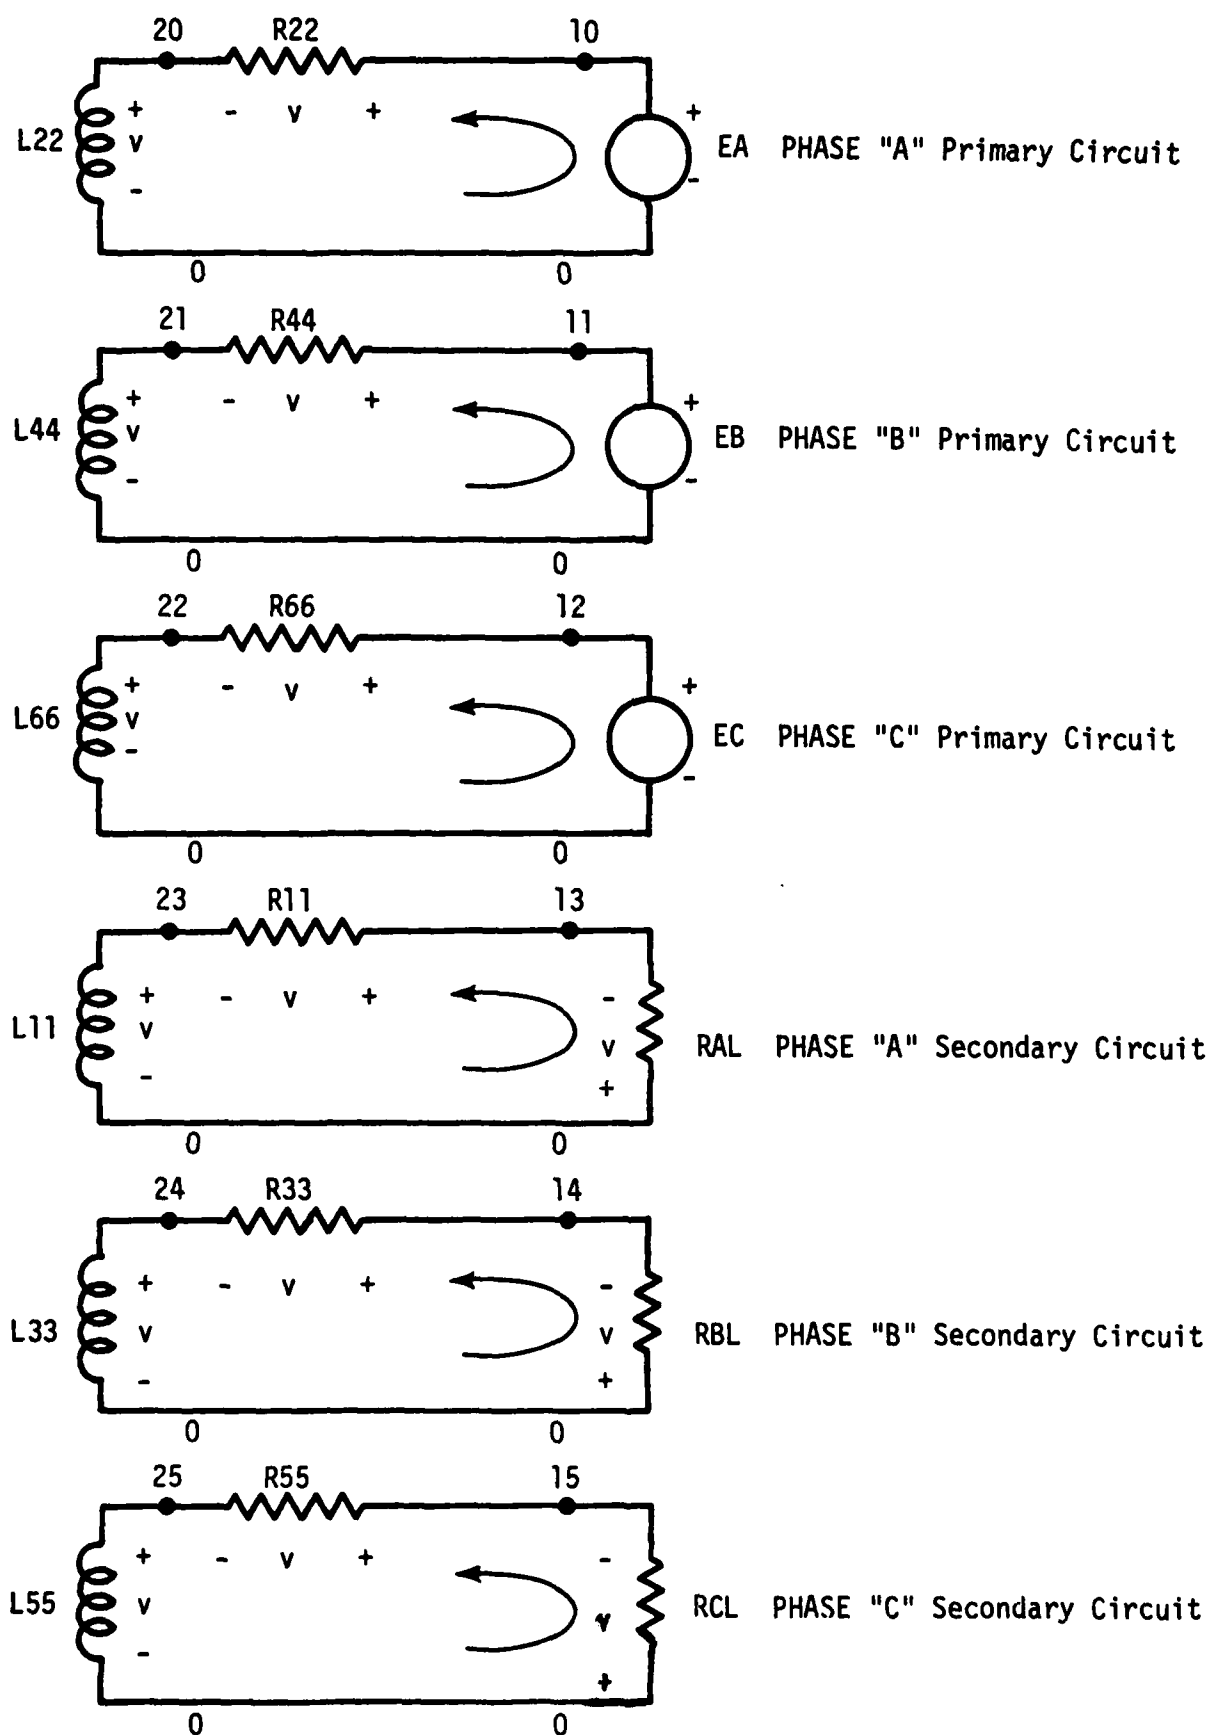 20 R22 10
L22 + v - - v + + - EA PHASE "A" Primary Circuit
0 0
21 R44 11
L44 + v - - v + + - EB PHASE "B" Primary Circuit
0 0
22 R66 12
L66 + v - - v + + - EC PHASE "C" Primary Circuit
0 0
23 R11 13
L11 + v - - v + - v + RAL PHASE "A" Secondary Circuit
0 0
24 R33 14
L33 + v - - v + - v + RBL PHASE "B" Secondary Circuit
0 0
25 R55 15
L55 + v - - v + - v + RCL PHASE "C" Secondary Circuit
0 0